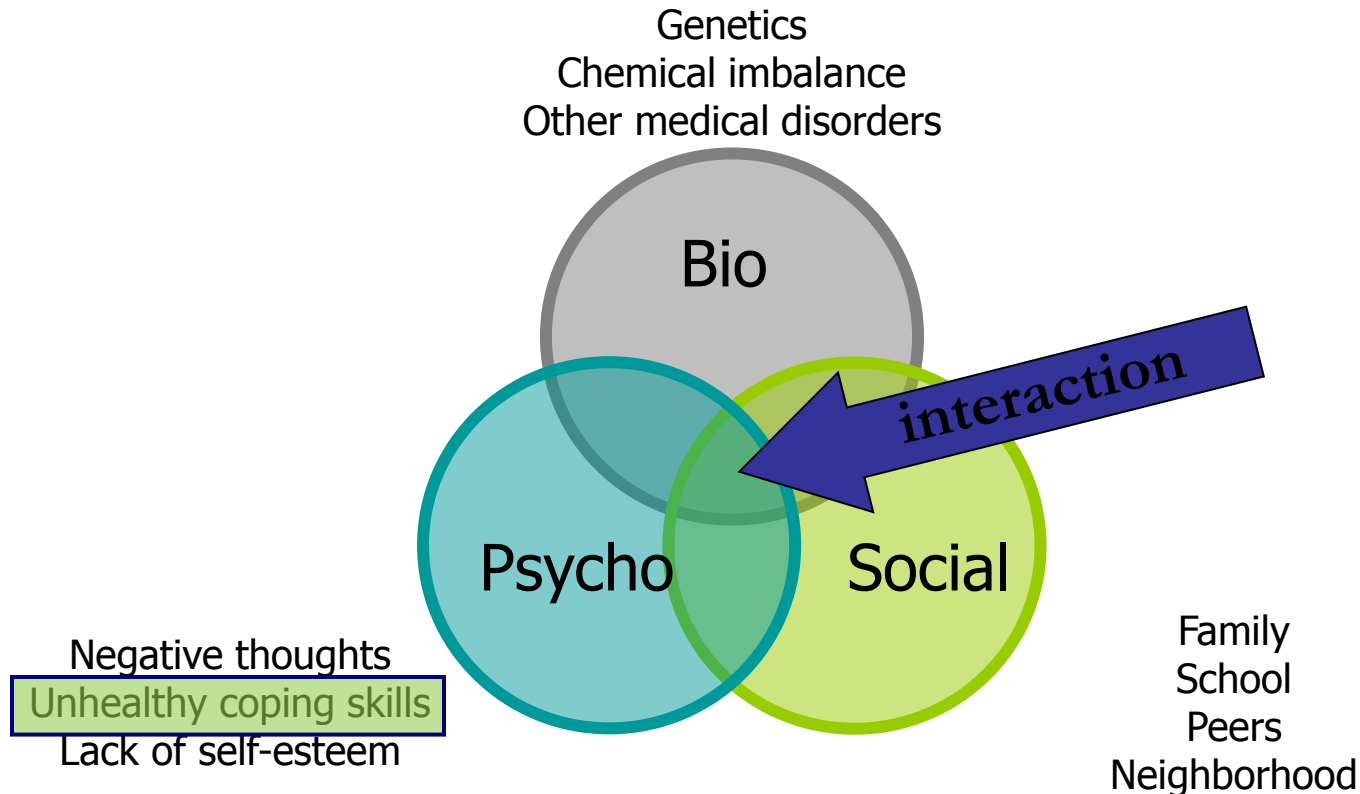 Genetics
Chemical imbalance
Other medical disorders
Bio
interaction
Psycho
Social
Negative thoughts
Unhealthy coping skills
Lack of self-esteem
Family
School
Peers
Neighborhood